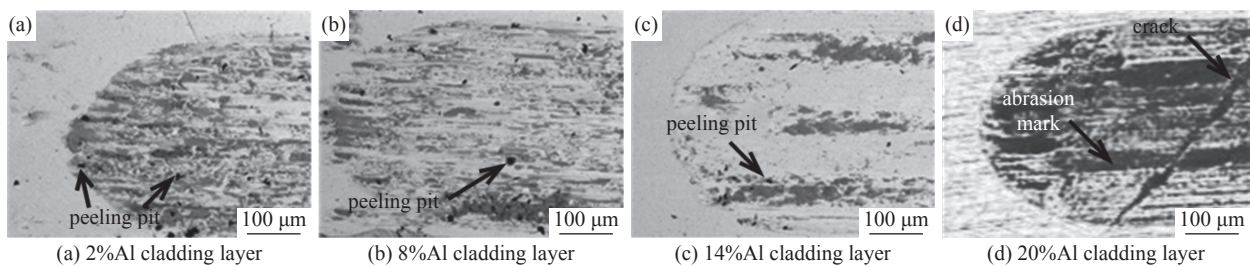 (a)
peeling pit
100 μm
(b)
peeling pit
100 μm
(c)
peeling pit
100 μm
(d)
crack
abrasion
mark
100 μm
(a) 2%Al cladding layer
(b) 8%Al cladding layer
(c) 14%Al cladding layer
(d) 20%Al cladding layer